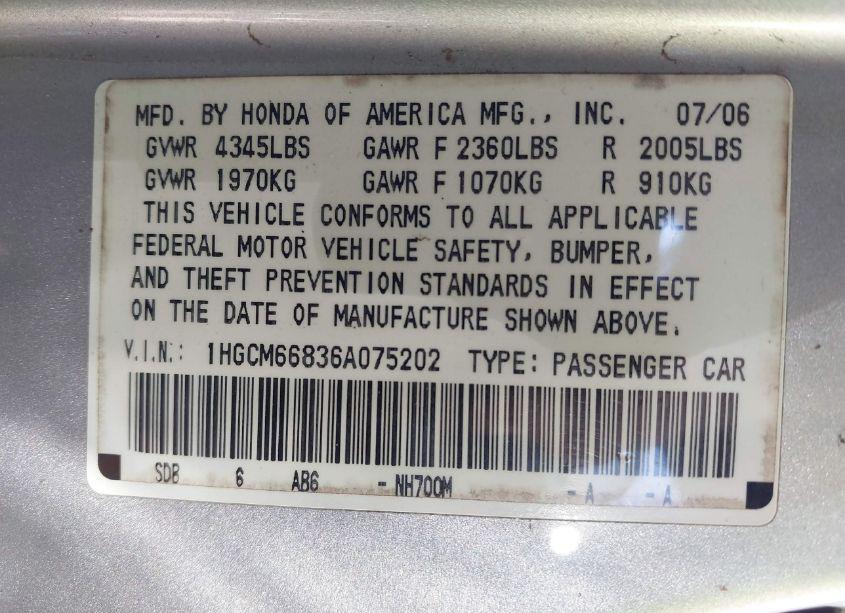 MFD. BY HONDA OF AMERICA MFG., INC. 07/06
GVWR 4345LBS GAWR F 2360LBS R 2005LBS
GVWR 1970KG GAWR F 1070KG R 910KG
THIS VEHICLE CONFORMS TO ALL APPLICABLE
FEDERAL MOTOR VEHICLE SAFETY, BUMPER,
AND THEFT PREVENTION STANDARDS IN EFFECT
ON THE DATE OF MANUFACTURE SHOWN ABOVE.
V.I.N.: 1HGCM66836A075202 TYPE: PASSENGER CAR
SDB 6 AB6 - NH700M - A - A